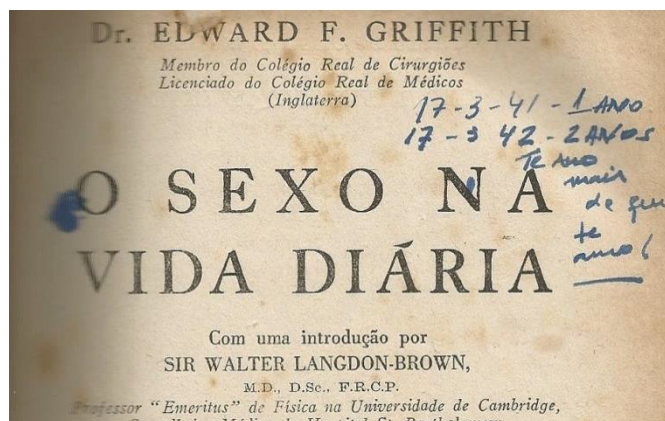 Dr. EDWARD F. GRIFFITH
Membro do Colégio Real de Cirurgiões
Licenciado do Colégio Real de Médicos
(Inglaterra)
17-3-41-1 ANO
17-3 42-2 ANOS
TE AMO
mais
de que
te
amo!
O SEXO NA
VIDA DIÁRIA
Com uma introdução por
SIR WALTER LANGDON-BROWN,
M.D., D.Sc., F.R.C.P.
Professor "Emeritus" de Física na Universidade de Cambridge,